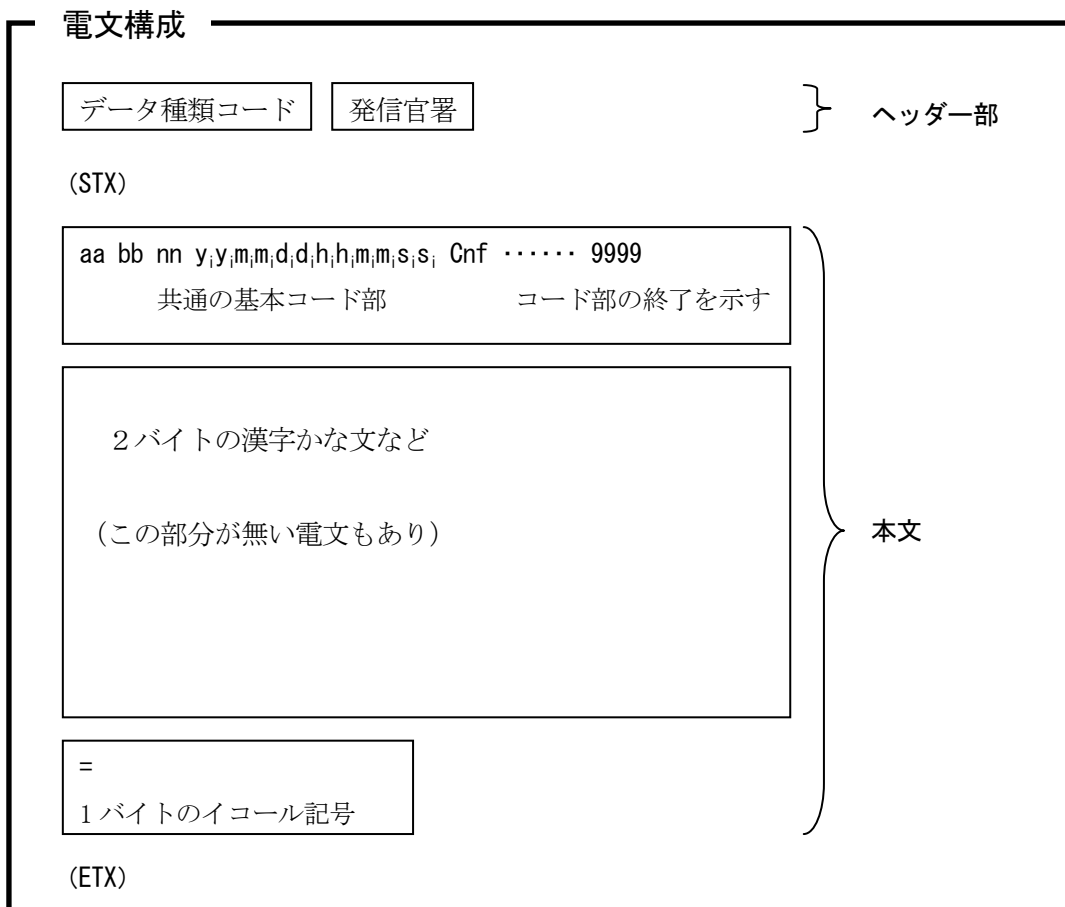 電文構成
データ種類コード 発信官署 ヘッダー部
(STX)
aa bb nn yᵢyᵢmᵢmᵢdᵢdᵢhᵢhᵢmᵢmᵢsᵢsᵢ Cnf ······ 9999
共通の基本コード部 コード部の終了を示す
２バイトの漢字かな文など
(この部分が無い電文もあり)
本文
=
1バイトのイコール記号
(ETX)